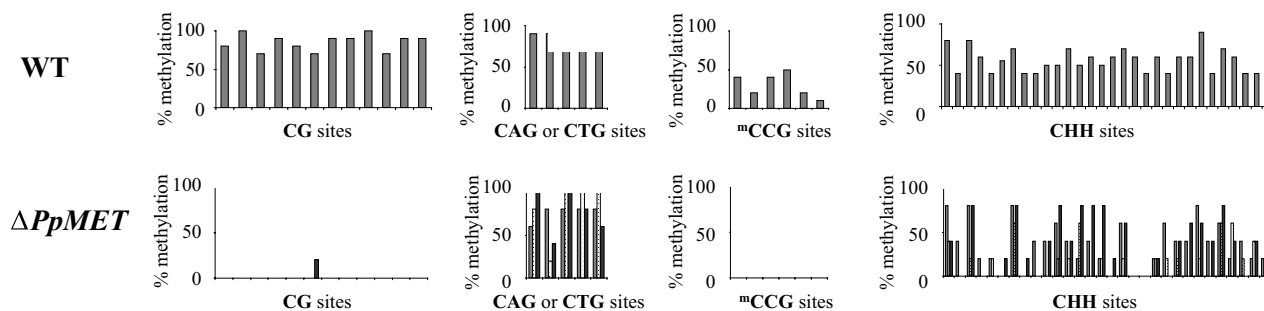 WT
% methylation
100
50
0
CG sites
% methylation
100
50
0
CAG or CTG sites
% methylation
100
50
0
ᵐCCG sites
% methylation
100
50
0
CHH sites
ΔPpMET
% methylation
100
50
0
CG sites
% methylation
100
50
0
CAG or CTG sites
% methylation
100
50
0
ᵐCCG sites
% methylation
100
50
0
CHH sites